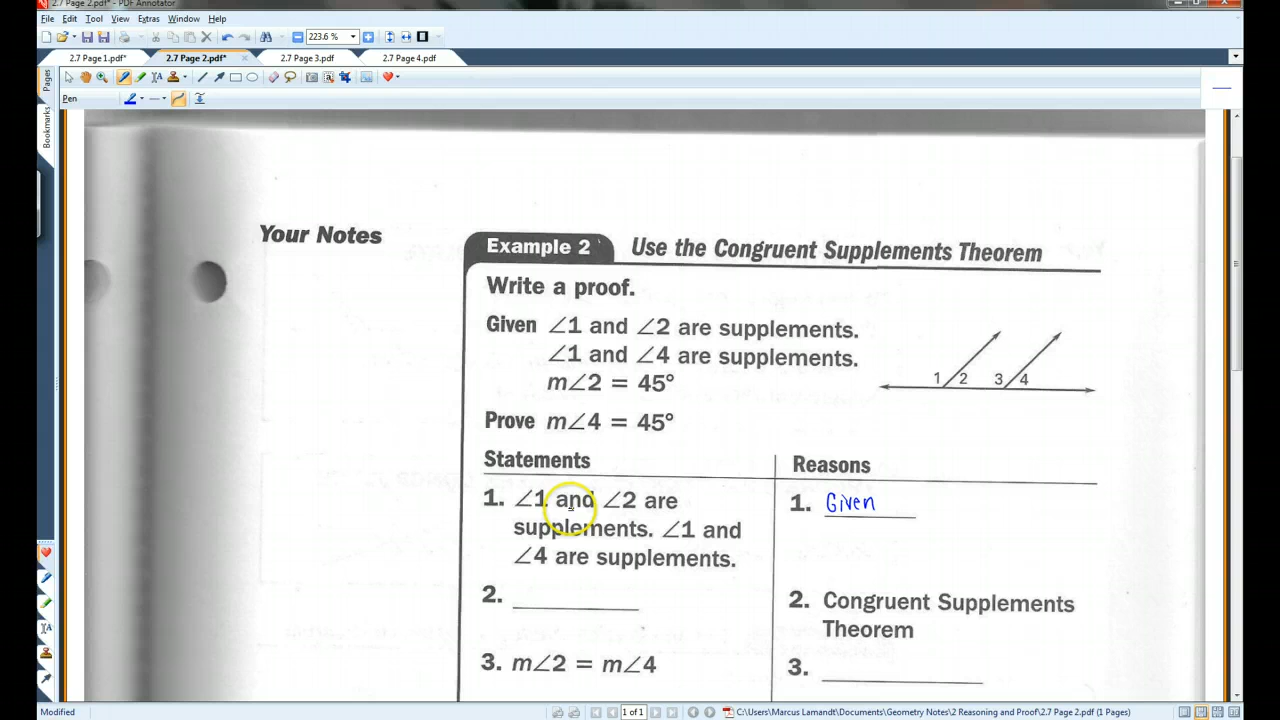 2.7 Page 2.pdf* - PDF Annotator
File Edit Tool View Extras Window Help
223.6 %
2.7 Page 1.pdf* 2.7 Page 2.pdf* 2.7 Page 3.pdf 2.7 Page 4.pdf
Pen
Pages
Bookmarks
Your Notes
Example 2 Use the Congruent Supplements Theorem
Write a proof.
Given ∠1 and ∠2 are supplements.
∠1 and ∠4 are supplements.
m∠2 = 45°
1 2 3 4
Prove m∠4 = 45°
Statements Reasons
1. ∠1 and ∠2 are 1. Given
supplements. ∠1 and
∠4 are supplements.
2. 2. Congruent Supplements
Theorem
3. m∠2 = m∠4 3.
Modified 1 of 1 C:\Users\Marcus Lamandt\Documents\Geometry Notes\2 Reasoning and Proof\2.7 Page 2.pdf (1 Pages)